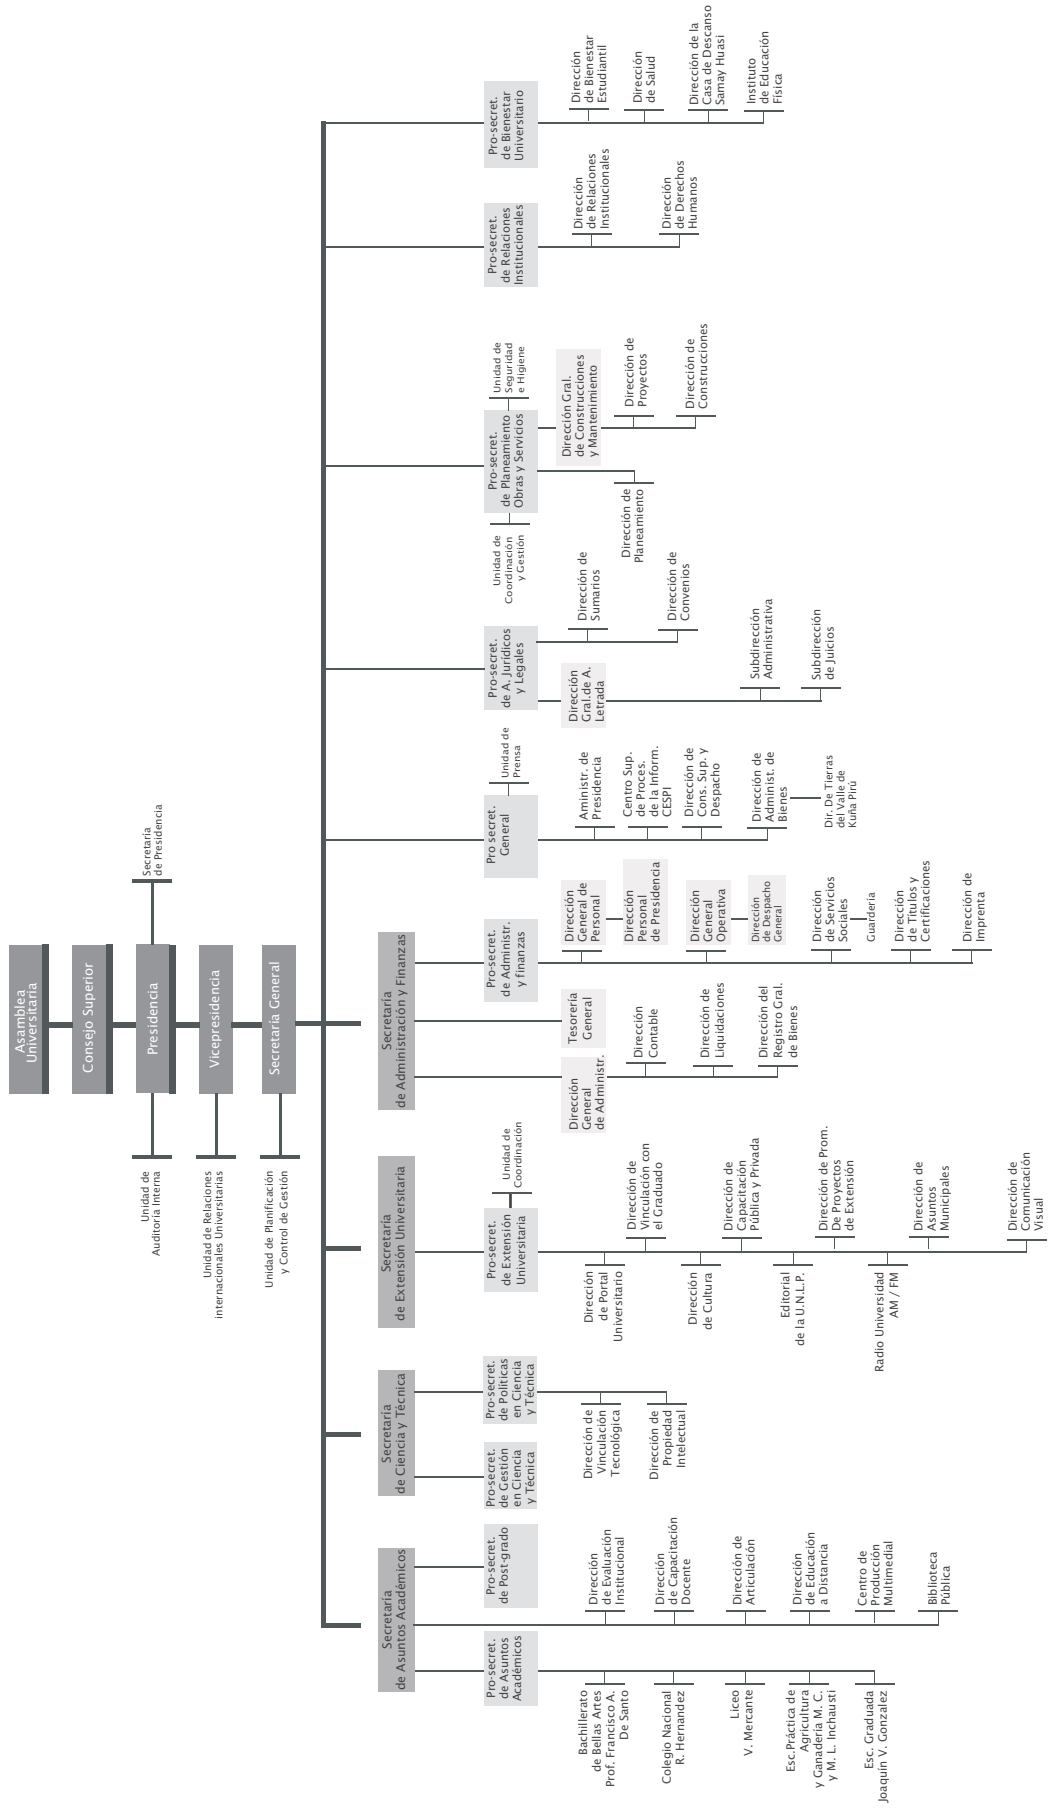 Asamblea
Universitaria
Consejo Superior
Presidencia
Secretaría
de Presidencia
Unidad de
Auditoría Interna
Vicepresidencia
Unidad de Relaciones
internacionales Universitarias
Secretaría General
Unidad de Planificación
y Control de Gestión
Secretaría
de Asuntos Académicos
Secretaría
de Ciencia y Técnica
Secretaría
de Extensión Universitaria
Secretaría
de Administración y Finanzas
Pro-secret.
de Asuntos
Académicos
Bachillerato
de Bellas Artes
Prof. Francisco A.
De Santo
Colegio Nacional
R. Hernandez
Liceo
V. Mercante
Esc.Práctica de
Agricultura
y Ganadería M. C.
y M. L. Inchausti
Esc. Graduada
Joaquín V. Gonzalez
Pro-secret.
de Post-grado
Dirección
de Evaluación
Institucional
Dirección
de Capacitación
Docente
Dirección de
Articulación
Dirección
de Educación
a Distancia
Centro de
Producción
Multimedial
Biblioteca
Pública
Pro-secret.
de Gestión
en Ciencia
y Técnica
Pro-secret.
de Políticas
en Ciencia
y Técnica
Dirección de
Vinculación
Tecnológica
Dirección de
Propiedad
Intelectual
Pro-secret.
de Extensión
Universitaria
Unidad de
Coordinación
Dirección
de Portal
Universitario
Dirección de
Vinculación con
el Graduado
Dirección
de Cultura
Dirección de
Capacitación
Pública y Privada
Editorial
de la U.N.L.P.
Dirección de Prom.
De Proyectos
de Extensión
Radio Universidad
AM / FM
Dirección de
Asuntos
Municipales
Dirección de
Comunicación
Visual
Dirección
General
de Administr.
Dirección
Contable
Dirección de
Liquidaciones
Dirección del
Registro Gral.
de Bienes
Tesorería
General
Pro-secret.
de Administr.
y finanzas
Dirección
General de
Personal
Dirección
Personal
de Presidencia
Dirección
General
Operativa
Dirección
de Despacho
General
Dirección
de Servicios
Sociales
Guardería
Dirección
de Títulos y
Certificaciones
Dirección de
Imprenta
Pro secret.
General
Unidad de
Prensa
Aministr. de
Presidencia
Centro Sup.
de Proces.
de la Inform.
CESPI
Dirección de
Cons. Sup. y
Despacho
Dirección de
Administ. de
Bienes
Dir. De Tierras
del Valle de
Kuña Pirú
Pro-secret.
de A. Jurídicos
y Legales
Dirección
Gral.de A.
Letrada
Dirección de
Sumarios
Dirección de
Convenios
Subdirección
Administrativa
Subdirección
de Juicios
Pro-secret.
de Planeamiento
Obras y Servicios
Unidad de
Coordinación
y Gestión
Unidad de
Seguridad
e Higiene
Dirección Gral.
de Construcciones
y Mantenimiento
Dirección de
Planeamiento
Dirección de
Proyectos
Dirección de
Construcciones
Pro-secret.
de Relaciones
Institucionales
Dirección
de Relaciones
Institucionales
Dirección
de Derechos
Humanos
Pro-secret.
de Bienestar
Universitario
Dirección
de Bienestar
Estudiantil
Dirección
de Salud
Dirección de la
Casa de Descanso
Samay Huasi
Instituto
de Educación
Física